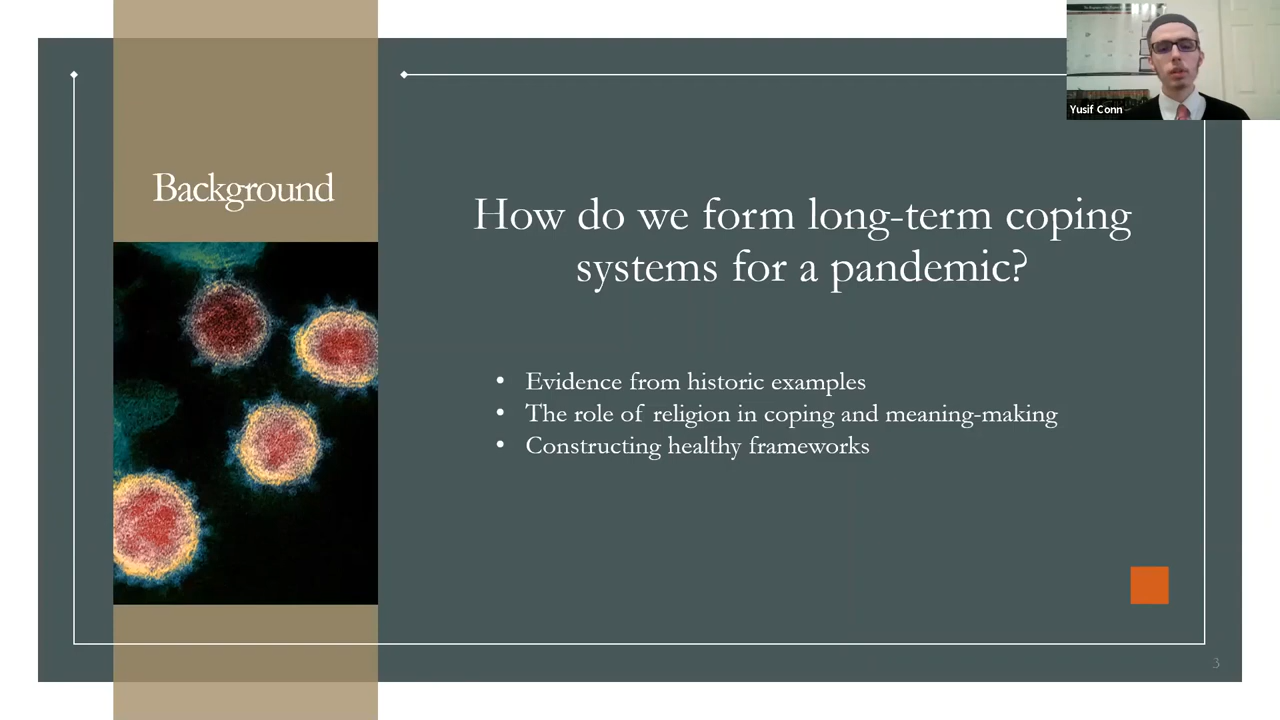 Yusif Conn
Background
How do we form long-term coping
systems for a pandemic?
• Evidence from historic examples
• The role of religion in coping and meaning-making
• Constructing healthy frameworks
3